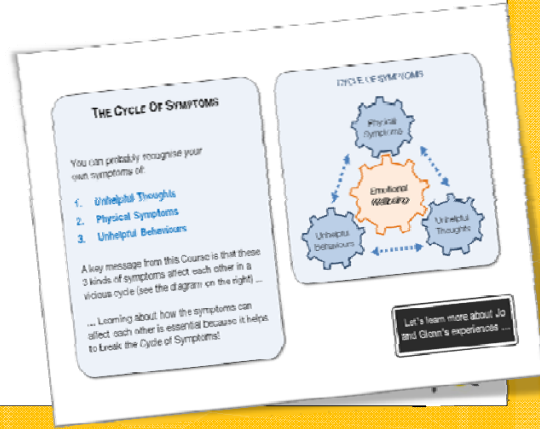 THE CYCLE OF SYMPTOMS
You can probably recognise your
own symptoms of:
1. Unhelpful Thoughts
2. Physical Symptoms
3. Unhelpful Behaviours
A key message from this Course is that these
3 kinds of symptoms affect each other in a
vicious cycle (see the diagram on the right) ...
... Learning about how the symptoms can
affect each other is essential because it helps
to break the Cycle of Symptoms!
CYCLE OF SYMPTOMS
Physical
Symptoms
Emotional
Wellbeing
Unhelpful
Behaviours
Unhelpful
Thoughts
Let's learn more about Jo
and Glenn's experiences ...